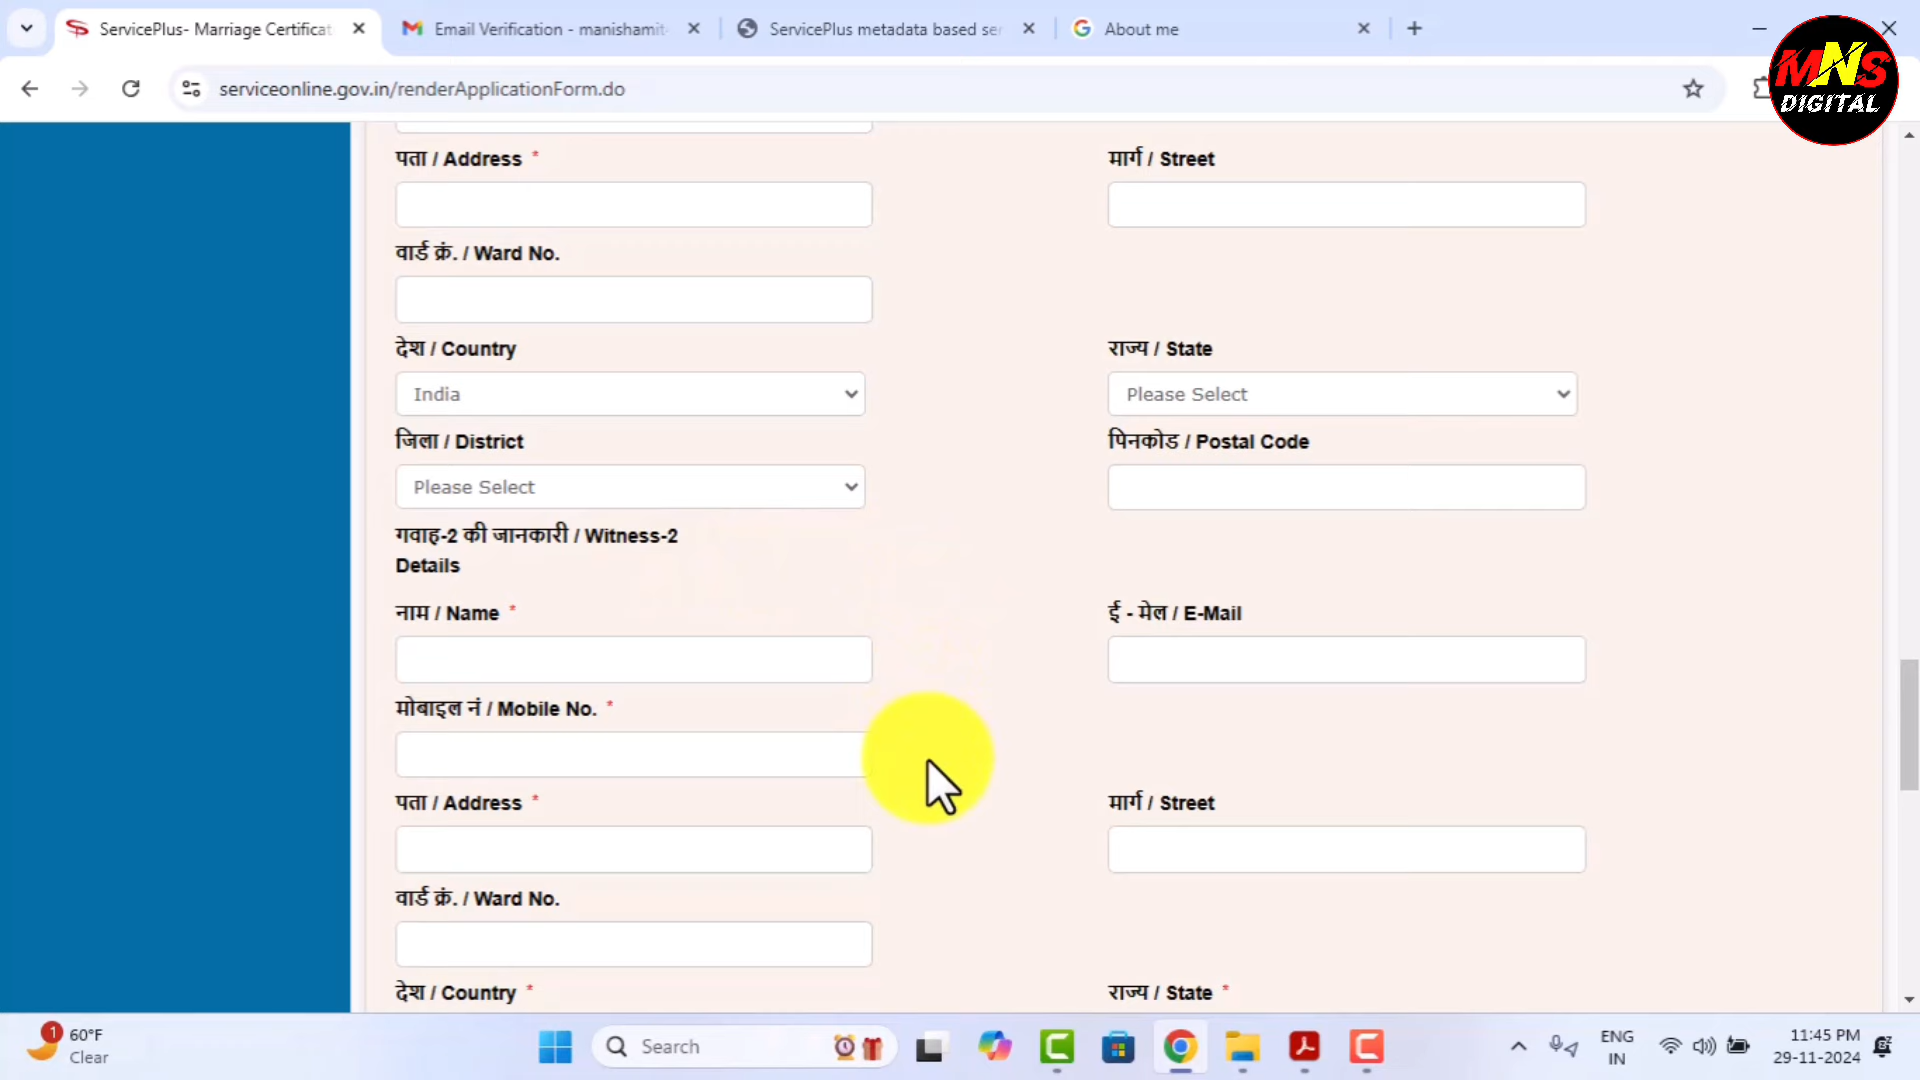 ServicePlus- Marriage Certificat
Email Verification - manishamit
ServicePlus metadata based ser
About me
serviceonline.gov.in/renderApplicationForm.do
MNS
DIGITAL
पता / Address *
मार्ग / Street
वार्ड क्रं. / Ward No.
देश / Country
राज्य / State
India
Please Select
जिला / District
पिनकोड / Postal Code
Please Select
गवाह-2 की जानकारी / Witness-2
Details
नाम / Name *
ई - मेल / E-Mail
मोबाइल नं / Mobile No. *
पता / Address *
मार्ग / Street
वार्ड क्रं. / Ward No.
देश / Country *
राज्य / State *
1
60°F
Clear
Search
ENG
IN
11:45 PM
29-11-2024